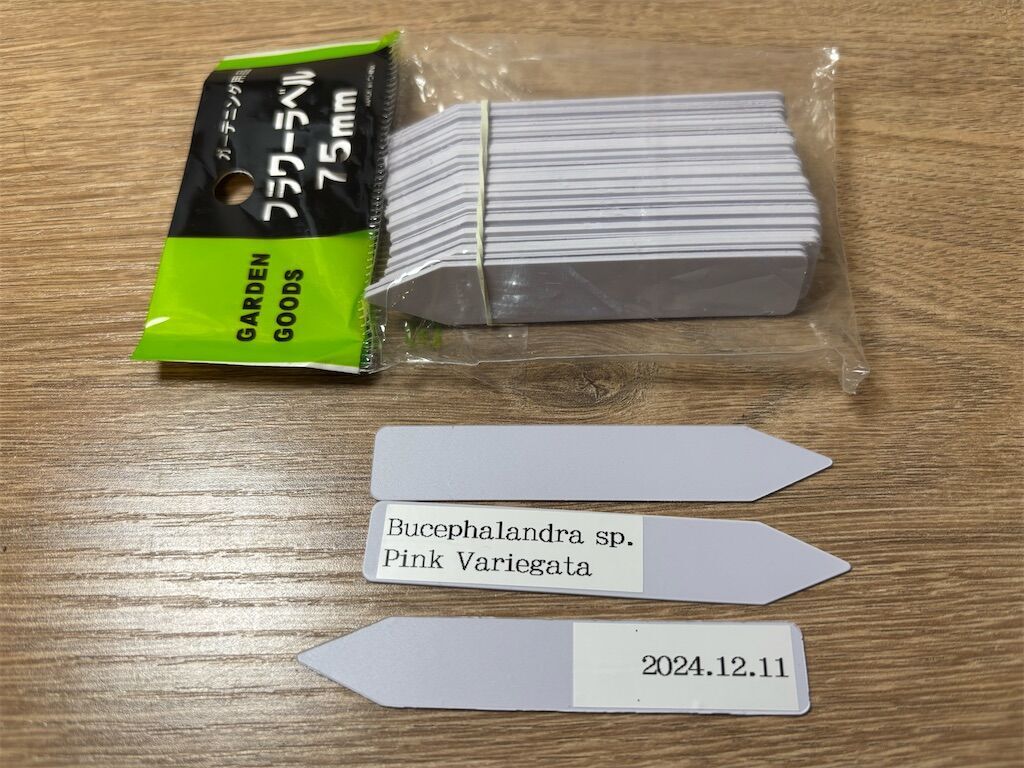 ガーデニング用品
フラワーラベル
75mm
GARDEN
GOODS
Bucephalandra sp.
Pink Variegata
2024.12.11